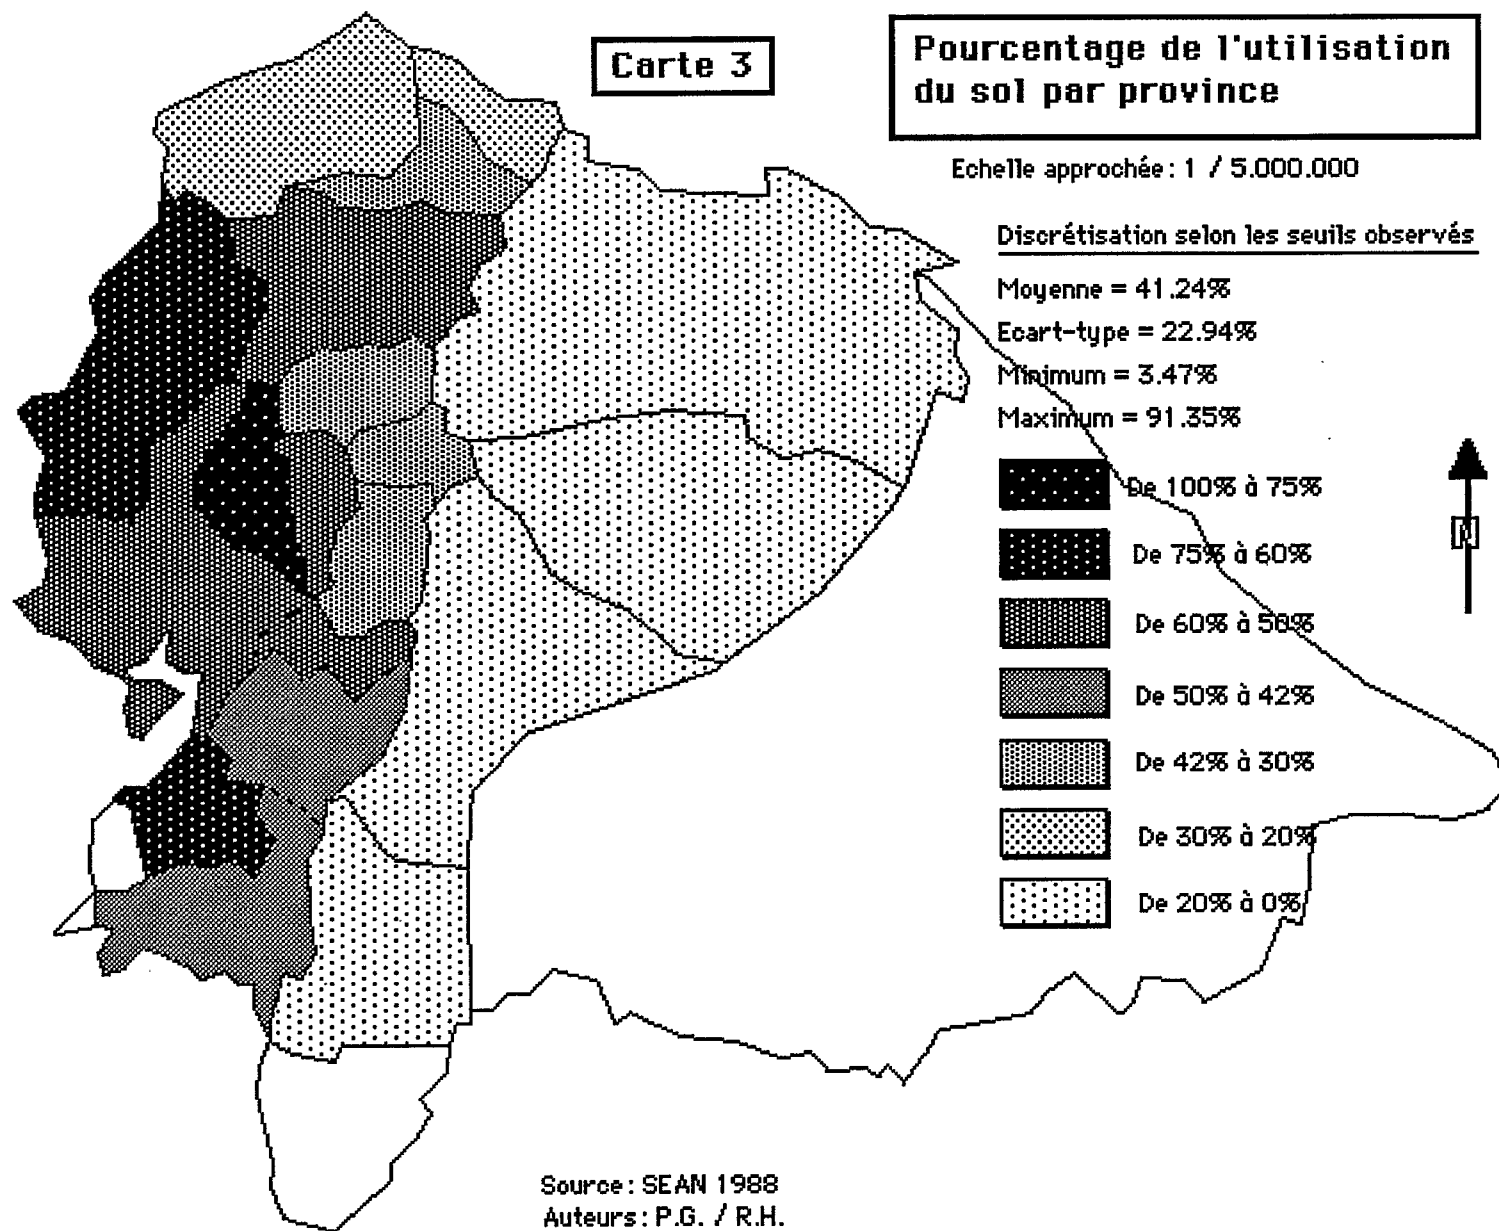 Carte 3
Pourcentage de l'utilisation
du sol par province
Echelle approchée : 1 / 5.000.000
Discrétisation selon les seuils observés
Moyenne = 41.24%
Ecart-type = 22.94%
Minimum = 3.47%
Maximum = 91.35%
De 100% à 75%
De 75% à 60%
De 60% à 50%
De 50% à 42%
De 42% à 30%
De 30% à 20%
De 20% à 0%
N
Source : SEAN 1988
Auteurs : P.G. / R.H.